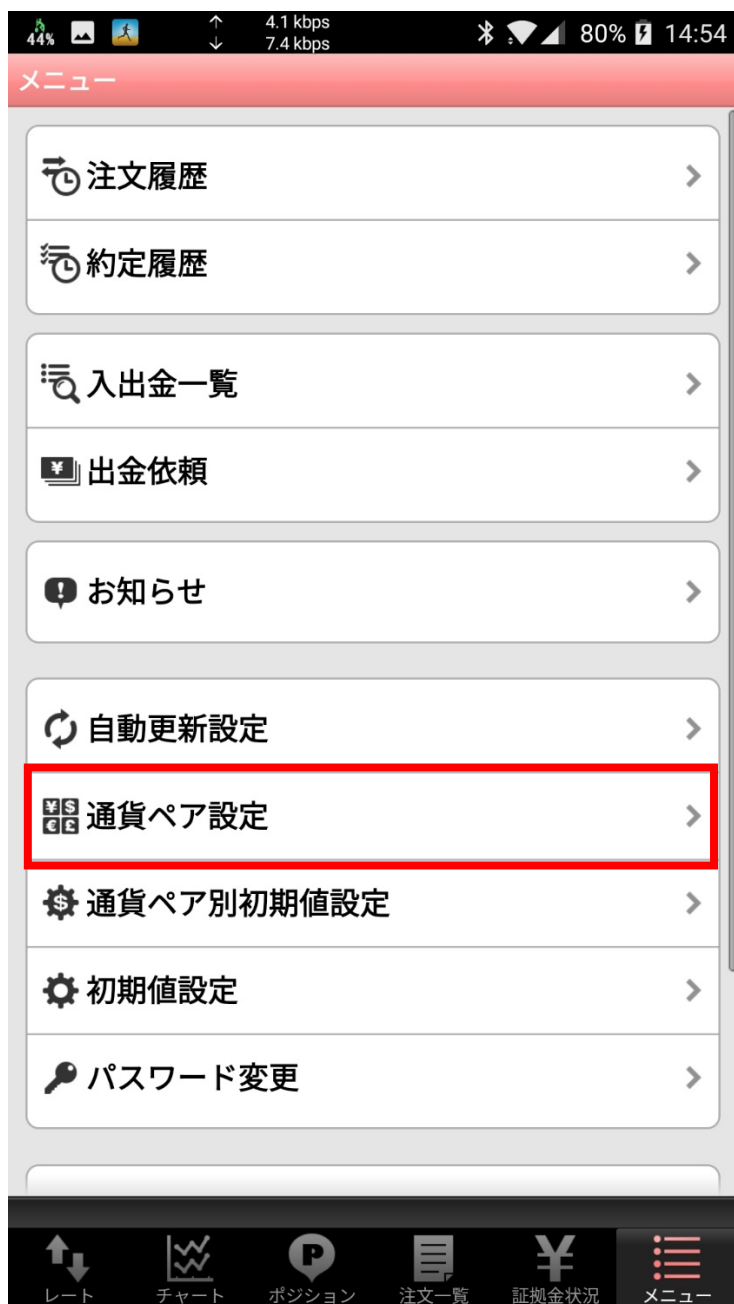 44%
4.1 kbps
7.4 kbps
80%
14:54
メニュー
注文履歴
約定履歴
入出金一覧
¥ 出金依頼
お知らせ
自動更新設定
¥ $ € £ 通貨ペア設定
$ 通貨ペア別初期値設定
初期値設定
パスワード変更
P
¥
レート チャート ポジション 注文一覧 証拠金状況 メニュー